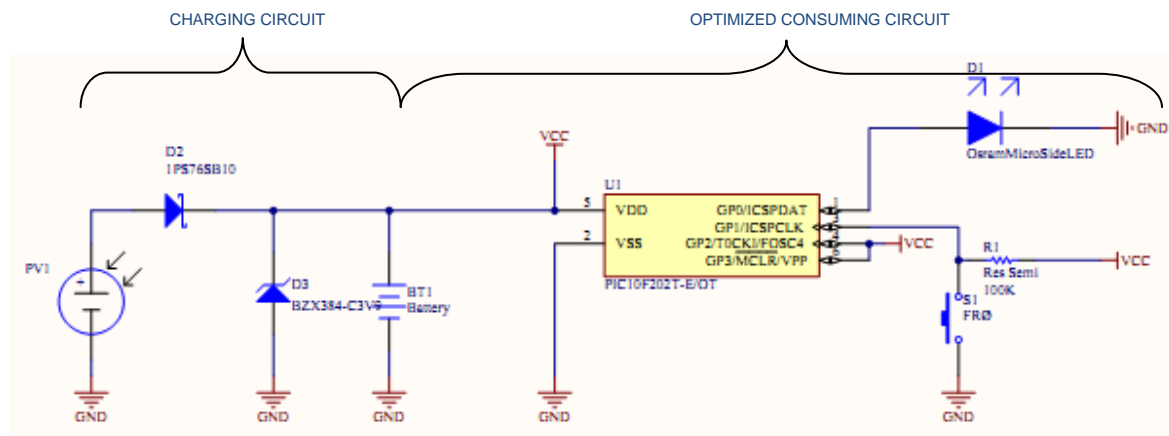 CHARGING CIRCUIT
OPTIMIZED CONSUMING CIRCUIT
D1
GND
OsramMicroSideLED
VCC
D2
1PS76SB10
U1
5 VDD
2 VSS
GP0/ICSPDAT
GP1/ICSPCLK
GP2/T0CKI/FOSC4
GP3/MCLR/VPP
PIC10F202T-E/OT
VCC
R1
Res Semi
100K
VCC
PV1
+
D3
BZX384-C3V9
BT1
Battery
S1
FRØ
GND
GND
GND
GND
GND